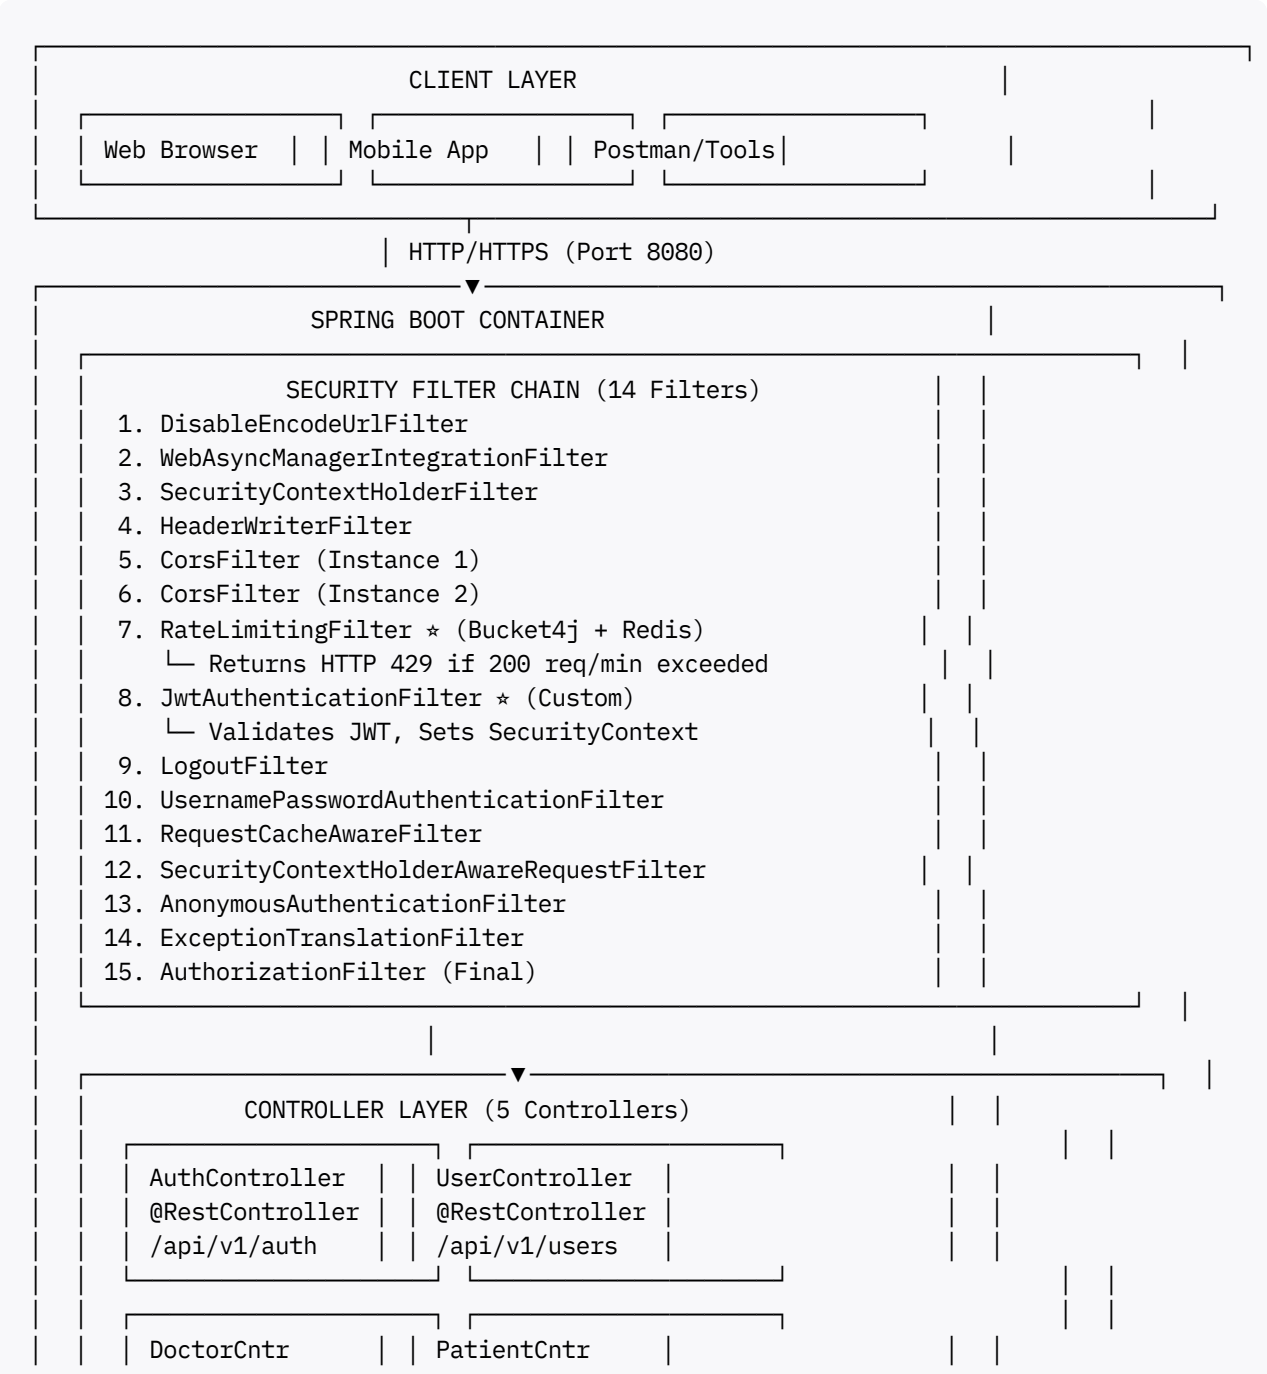 CLIENT LAYER
Web Browser Mobile App Postman/Tools
HTTP/HTTPS (Port 8080)
▼
SPRING BOOT CONTAINER
SECURITY FILTER CHAIN (14 Filters)
1. DisableEncodeUrlFilter
2. WebAsyncManagerIntegrationFilter
3. SecurityContextHolderFilter
4. HeaderWriterFilter
5. CorsFilter (Instance 1)
6. CorsFilter (Instance 2)
7. RateLimitingFilter ⭐ (Bucket4j + Redis)
└─ Returns HTTP 429 if 200 req/min exceeded
8. JwtAuthenticationFilter ⭐ (Custom)
└─ Validates JWT, Sets SecurityContext
9. LogoutFilter
10. UsernamePasswordAuthenticationFilter
11. RequestCacheAwareFilter
12. SecurityContextHolderAwareRequestFilter
13. AnonymousAuthenticationFilter
14. ExceptionTranslationFilter
15. AuthorizationFilter (Final)
▼
CONTROLLER LAYER (5 Controllers)
AuthController UserController
@RestController @RestController
/api/v1/auth /api/v1/users
DoctorCntr PatientCntr